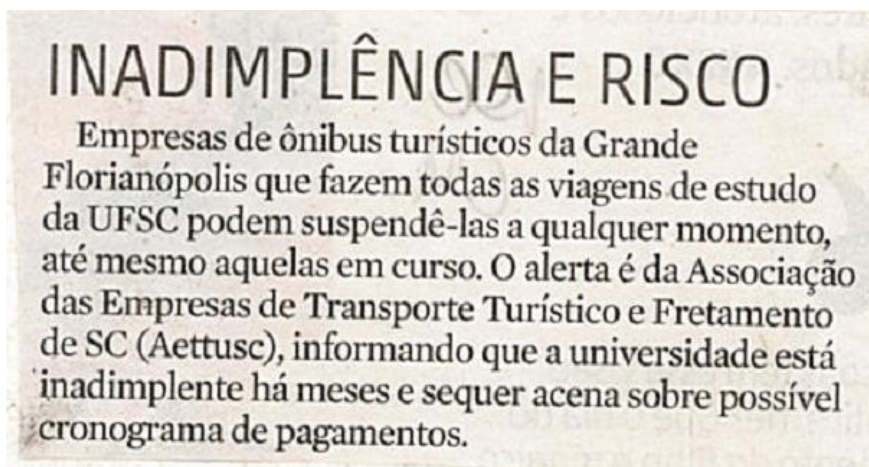 INADIMPLÊNCIA E RISCO
Empresas de ônibus turísticos da Grande
Florianópolis que fazem todas as viagens de estudo
da UFSC podem suspendê-las a qualquer momento,
até mesmo aquelas em curso. O alerta é da Associação
das Empresas de Transporte Turístico e Fretamento
de SC (Aettusc), informando que a universidade está
inadimplente há meses e sequer acena sobre possível
cronograma de pagamentos.